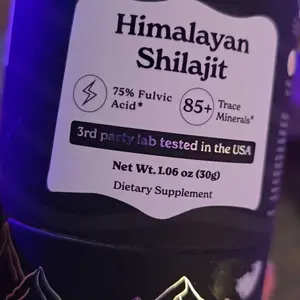 Himalayan
Shilajit
75% Fulvic
Acid*
85+
Trace
Minerals*
3rd party lab tested in the USA
Net Wt. 1.06 oz (30g)
Dietary Supplement